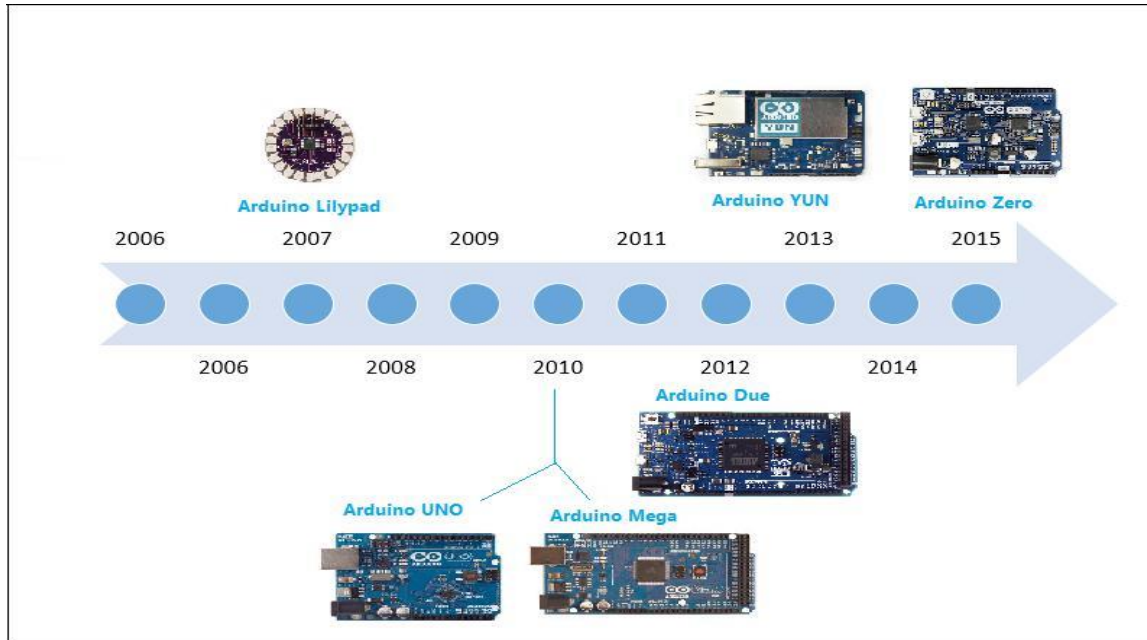 Arduino Lilypad
Arduino YUN
Arduino Zero
2006 2007 2009 2011 2013 2015
2006 2008 2010 2012 2014
Arduino Due
Arduino UNO
Arduino Mega